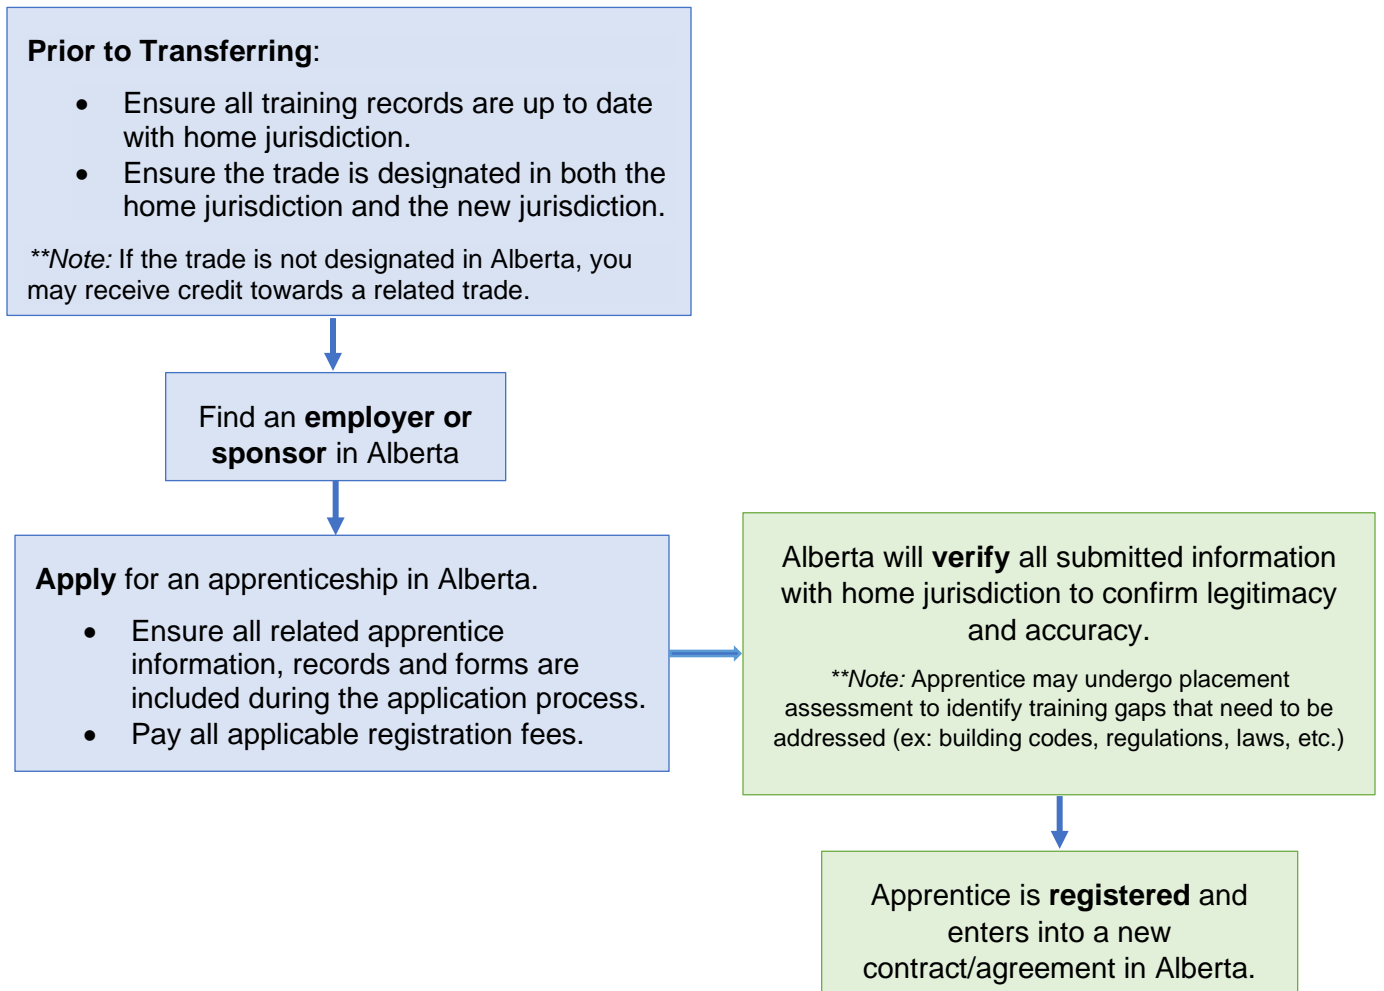 Prior to Transferring:
• Ensure all training records are up to date
with home jurisdiction.
• Ensure the trade is designated in both the
home jurisdiction and the new jurisdiction.
**Note: If the trade is not designated in Alberta, you
may receive credit towards a related trade.
Find an employer or
sponsor in Alberta
Apply for an apprenticeship in Alberta.
• Ensure all related apprentice
information, records and forms are
included during the application process.
• Pay all applicable registration fees.
Alberta will verify all submitted information
with home jurisdiction to confirm legitimacy
and accuracy.
**Note: Apprentice may undergo placement
assessment to identify training gaps that need to be
addressed (ex: building codes, regulations, laws, etc.)
Apprentice is registered and
enters into a new
contract/agreement in Alberta.